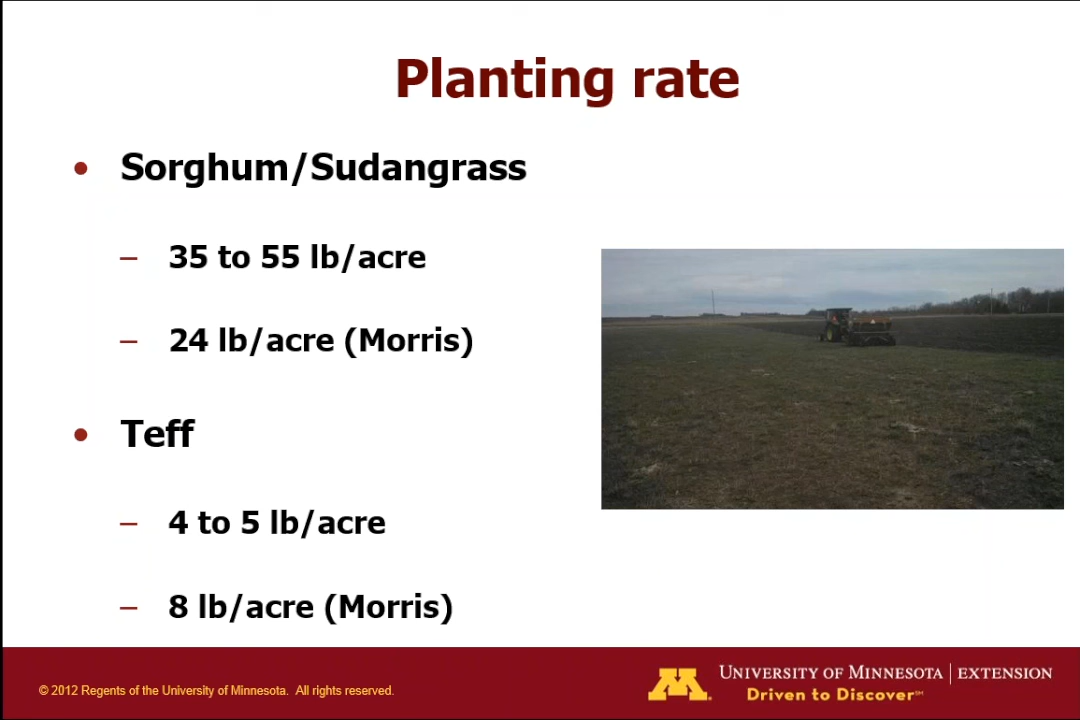 Planting rate
• Sorghum/Sudangrass
– 35 to 55 lb/acre
– 24 lb/acre (Morris)
• Teff
– 4 to 5 lb/acre
– 8 lb/acre (Morris)
© 2012 Regents of the University of Minnesota. All rights reserved.
M
UNIVERSITY OF MINNESOTA | EXTENSION
Driven to Discover℠